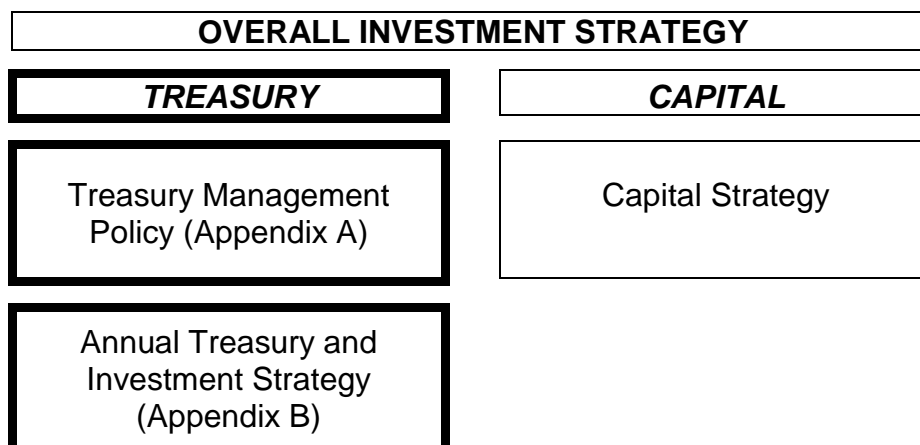 OVERALL INVESTMENT STRATEGY
TREASURY
CAPITAL
Treasury Management
Policy (Appendix A)
Capital Strategy
Annual Treasury and
Investment Strategy
(Appendix B)